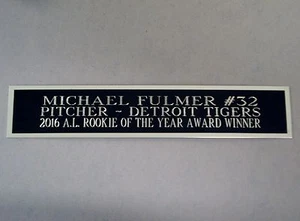 MICHAEL FULMER #32
PITCHER - DETROIT TIGERS
2016 A.L. ROOKIE OF THE YEAR AWARD WINNER